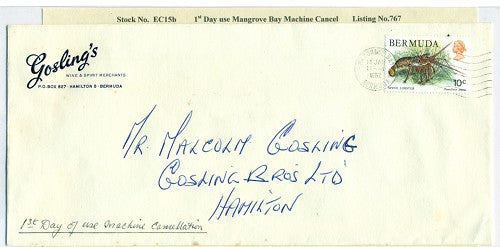 Stock No. EC15b 1st Day use Mangrove Bay Machine Cancel Listing No.767
Gosling's
WINE & SPIRIT MERCHANTS
P.O. BOX 827 · HAMILTON 5 · BERMUDA
BERMUDA
10c
MR. MALCOLM GOSLING
GOSLING BROS LTD
HAMILTON
1st Day of use machine Cancellation